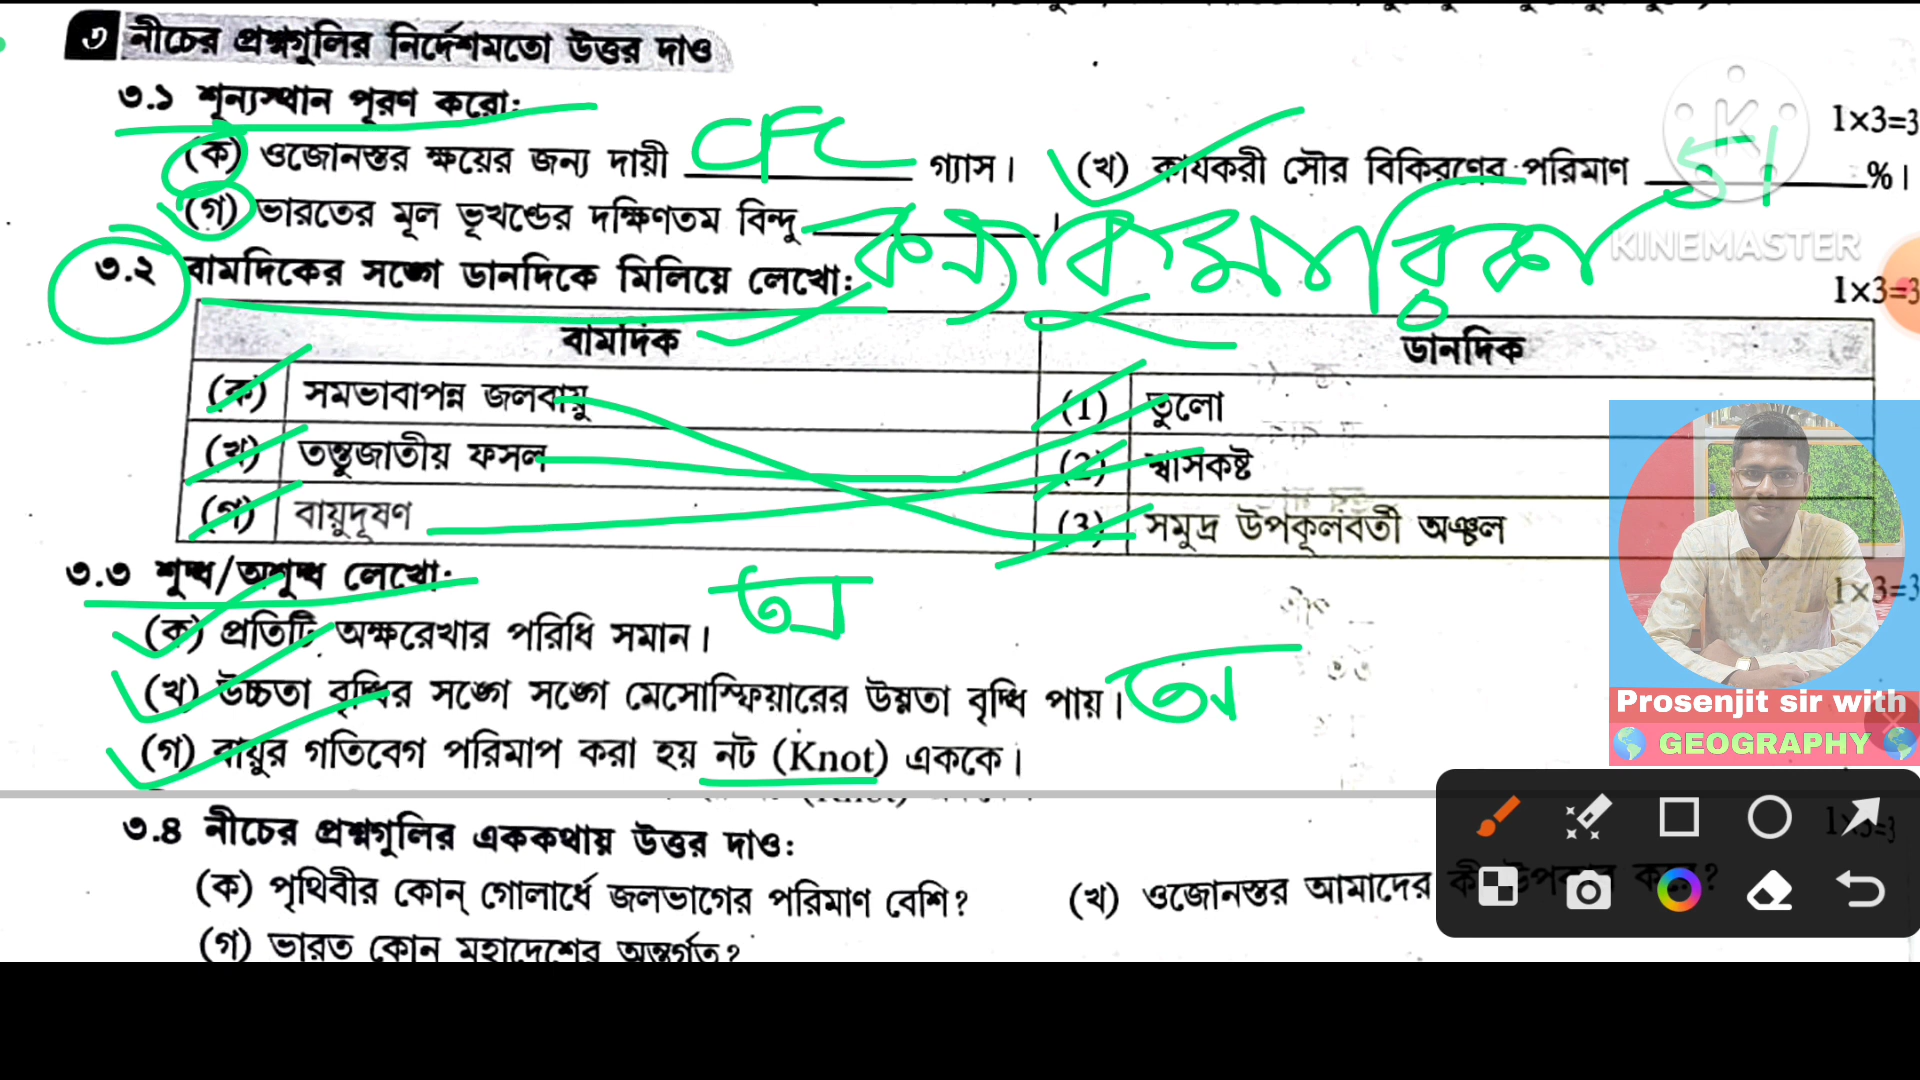 ৩ নীচের প্রশ্নগুলির নির্দেশমতো উত্তর দাও
৩.১ শূন্যস্থান পূরণ করো: 1×3=3
(ক) ওজোনস্তর ক্ষয়ের জন্য দায়ী CFC গ্যাস। (খ) কার্যকরী সৌর বিকিরণের পরিমাণ %।
(গ) ভারতের মূল ভূখণ্ডের দক্ষিণতম বিন্দু কন্যাকুমারিকা।
KINEMASTER
৩.২ বামদিকের সঙ্গে ডানদিকে মিলিয়ে লেখো: 1×3=3
বামদিক ডানদিক
(ক) সমভাবাপন্ন জলবায়ু (1) তুলো
(খ) তন্তুজাতীয় ফসল (2) শ্বাসকষ্ট
(গ) বায়ুদূষণ (3) সমুদ্র উপকূলবর্তী অঞ্চল
৩.৩ শুদ্ধ/অশুদ্ধ লেখো: 1×3=3
(ক) প্রতিটি অক্ষরেখার পরিধি সমান। অ
(খ) উচ্চতা বৃদ্ধির সঙ্গে সঙ্গে মেসোস্ফিয়ারের উষ্ণতা বৃদ্ধি পায়। অ
(গ) বায়ুর গতিবেগ পরিমাপ করা হয় নট (Knot) এককে।
Prosenjit sir with
GEOGRAPHY
৩.৪ নীচের প্রশ্নগুলির এককথায় উত্তর দাও: 1×3=3
(ক) পৃথিবীর কোন্ গোলার্ধে জলভাগের পরিমাণ বেশি? (খ) ওজোনস্তর আমাদের কী উপকার করে?
(গ) ভারত কোন মহাদেশের অন্তর্গত?